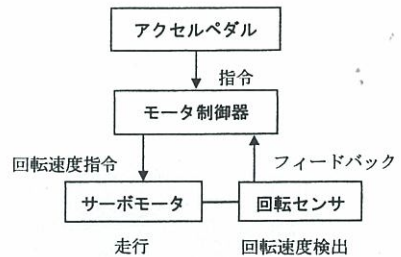 アクセルペダル
指令
モータ制御器
回転速度指令
フィードバック
サーボモータ
回転センサ
走行
回転速度検出